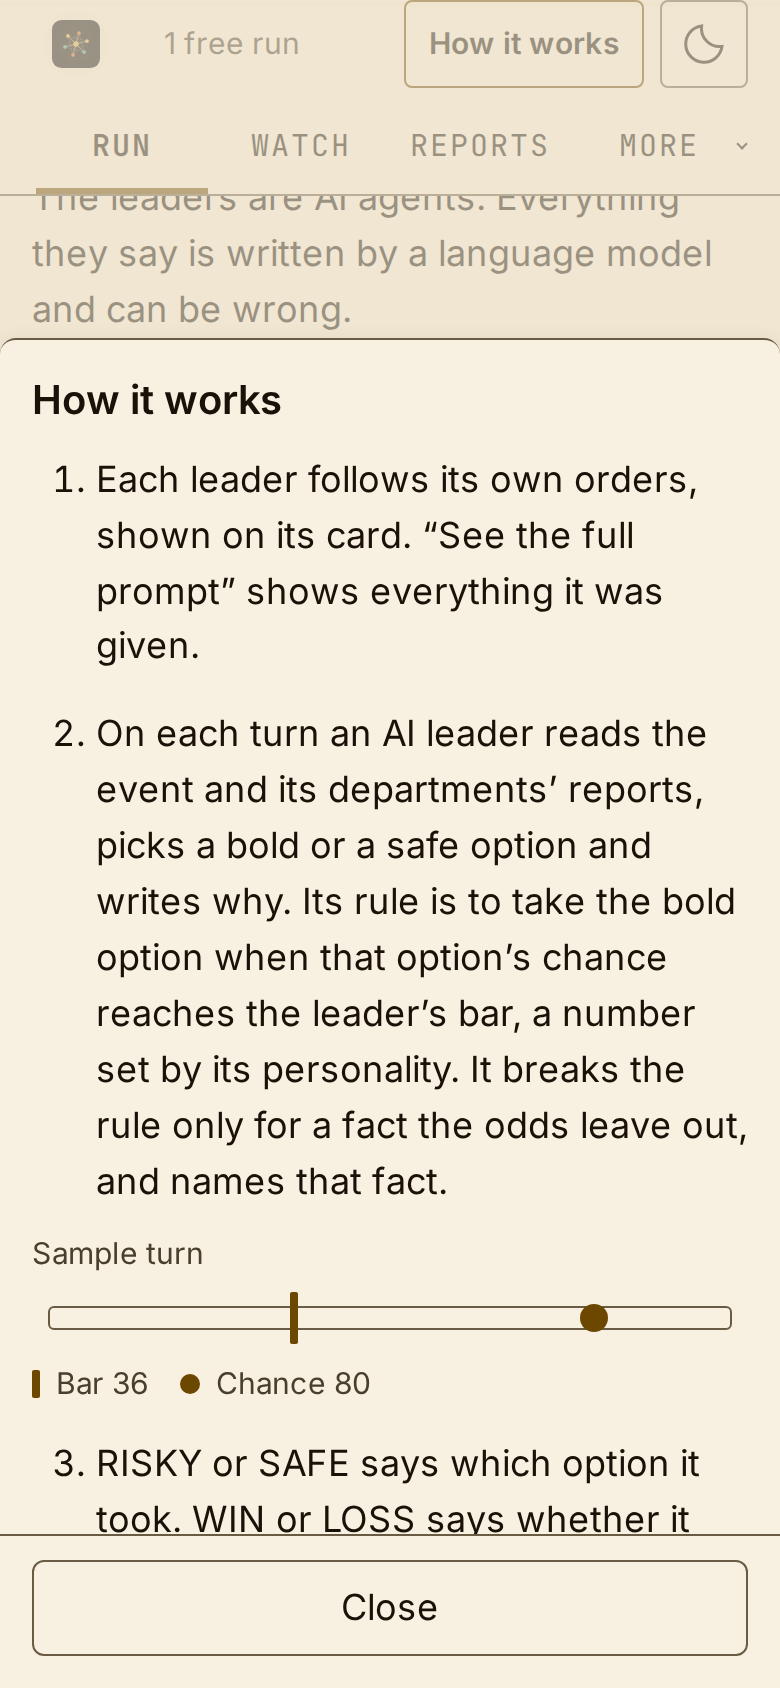 1 free run
How it works
RUN
WATCH
REPORTS
MORE
The leaders are AI agents. Everything
they say is written by a language model
and can be wrong.
How it works
1. Each leader follows its own orders,
shown on its card. “See the full
prompt” shows everything it was
given.
2. On each turn an AI leader reads the
event and its departments’ reports,
picks a bold or a safe option and
writes why. Its rule is to take the bold
option when that option’s chance
reaches the leader’s bar, a number
set by its personality. It breaks the
rule only for a fact the odds leave out,
and names that fact.
Sample turn
Bar 36
Chance 80
3. RISKY or SAFE says which option it
took. WIN or LOSS says whether it
Close